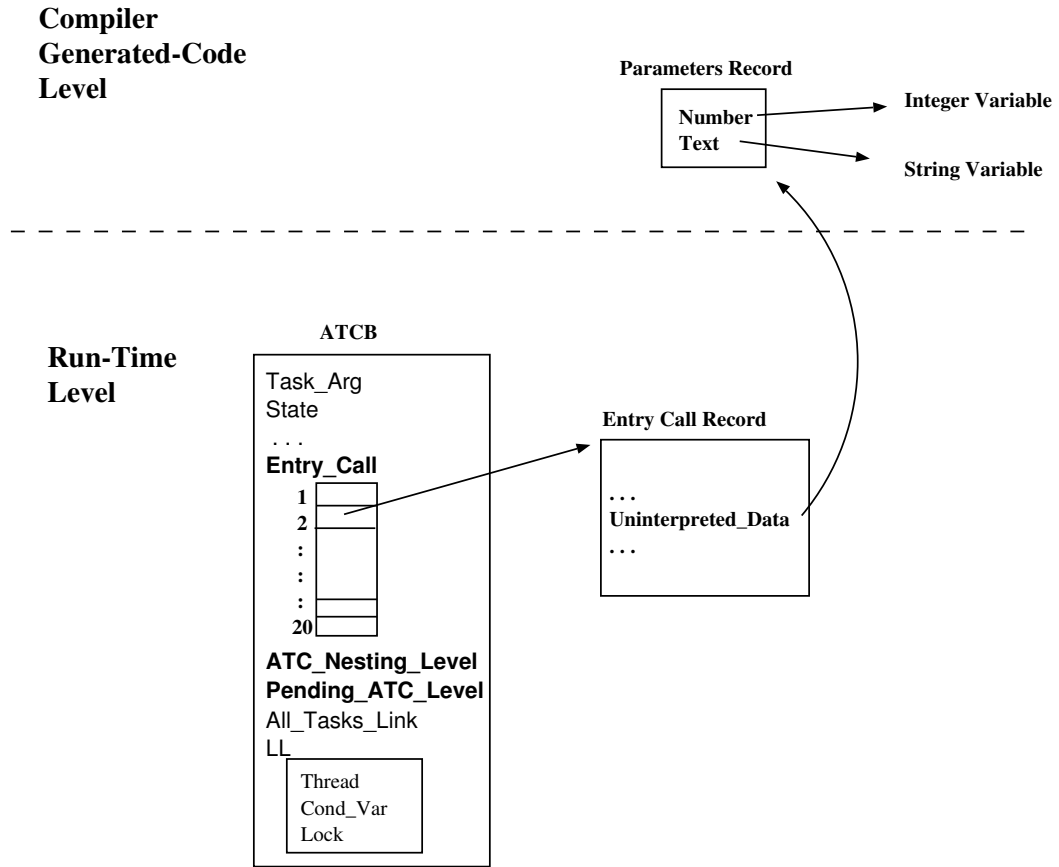 Compiler
Generated-Code
Level
Parameters Record
Number
Text
Integer Variable
String Variable
Run-Time
Level
ATCB
Task_Arg
State
. . .
Entry_Call
1
2
:
:
:
20
ATC_Nesting_Level
Pending_ATC_Level
All_Tasks_Link
LL
Thread
Cond_Var
Lock
Entry Call Record
. . .
Uninterpreted_Data
. . .